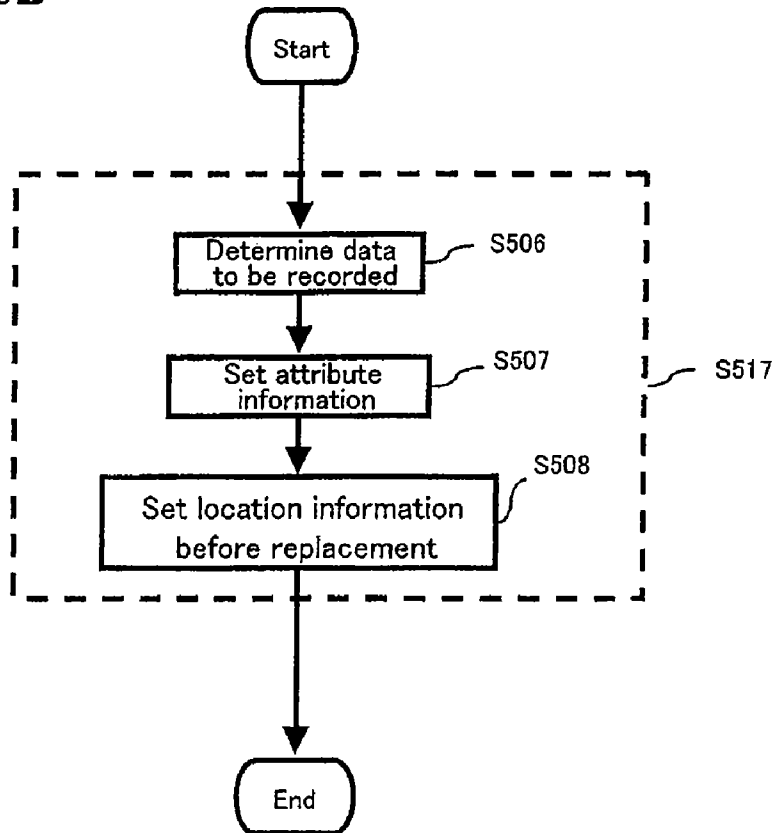 Start
Determine data
to be recorded
S506
Set attribute
information
S507
S517
Set location information
before replacement
S508
End